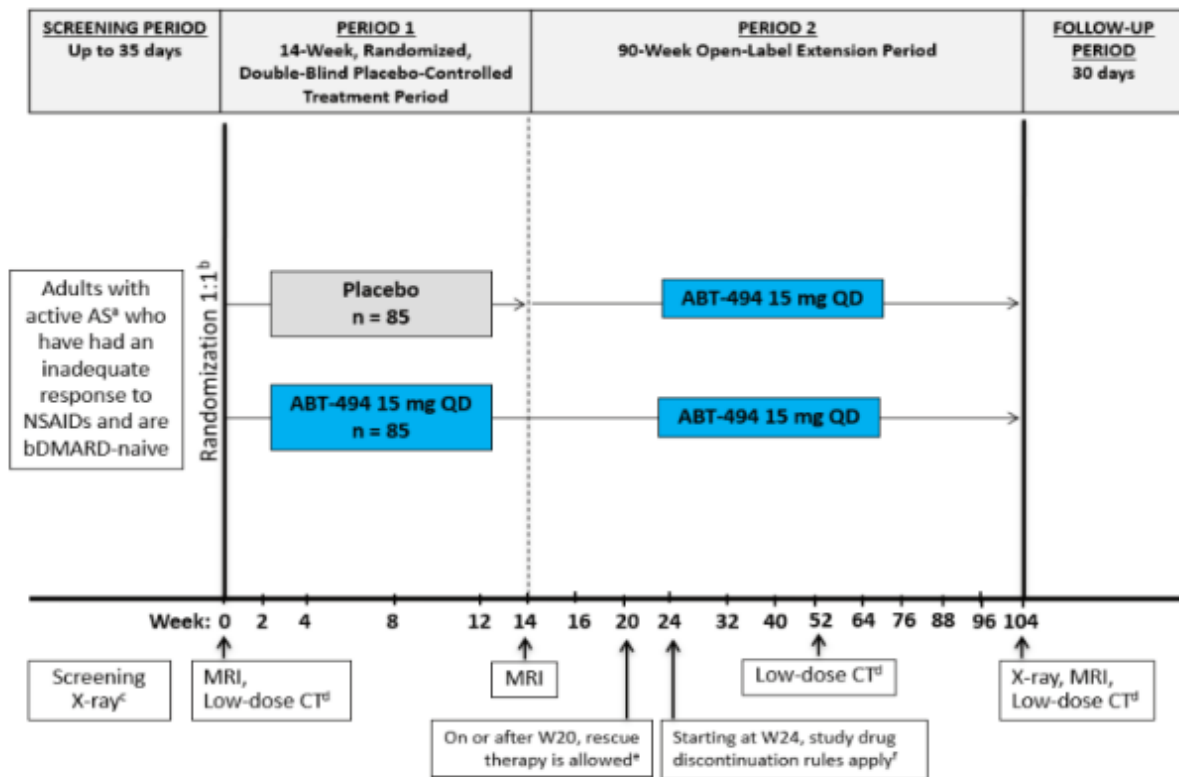 SCREENING PERIOD
Up to 35 days
PERIOD 1
14-Week, Randomized,
Double-Blind Placebo-Controlled
Treatment Period
PERIOD 2
90-Week Open-Label Extension Period
FOLLOW-UP
PERIOD
30 days
Adults with
active ASᵃ who
have had an
inadequate
response to
NSAIDs and are
bDMARD-naive
Randomization 1:1ᵇ
Placebo
n = 85
ABT-494 15 mg QD
ABT-494 15 mg QD
n = 85
ABT-494 15 mg QD
Week: 0 2 4 8 12 14 16 20 24 32 40 52 64 76 88 96 104
Screening
X-rayᶜ
MRI,
Low-dose CTᵈ
MRI
Low-dose CTᵈ
X-ray, MRI,
Low-dose CTᵈ
On or after W20, rescue
therapy is allowedᵉ
Starting at W24, study drug
discontinuation rules applyᶠ